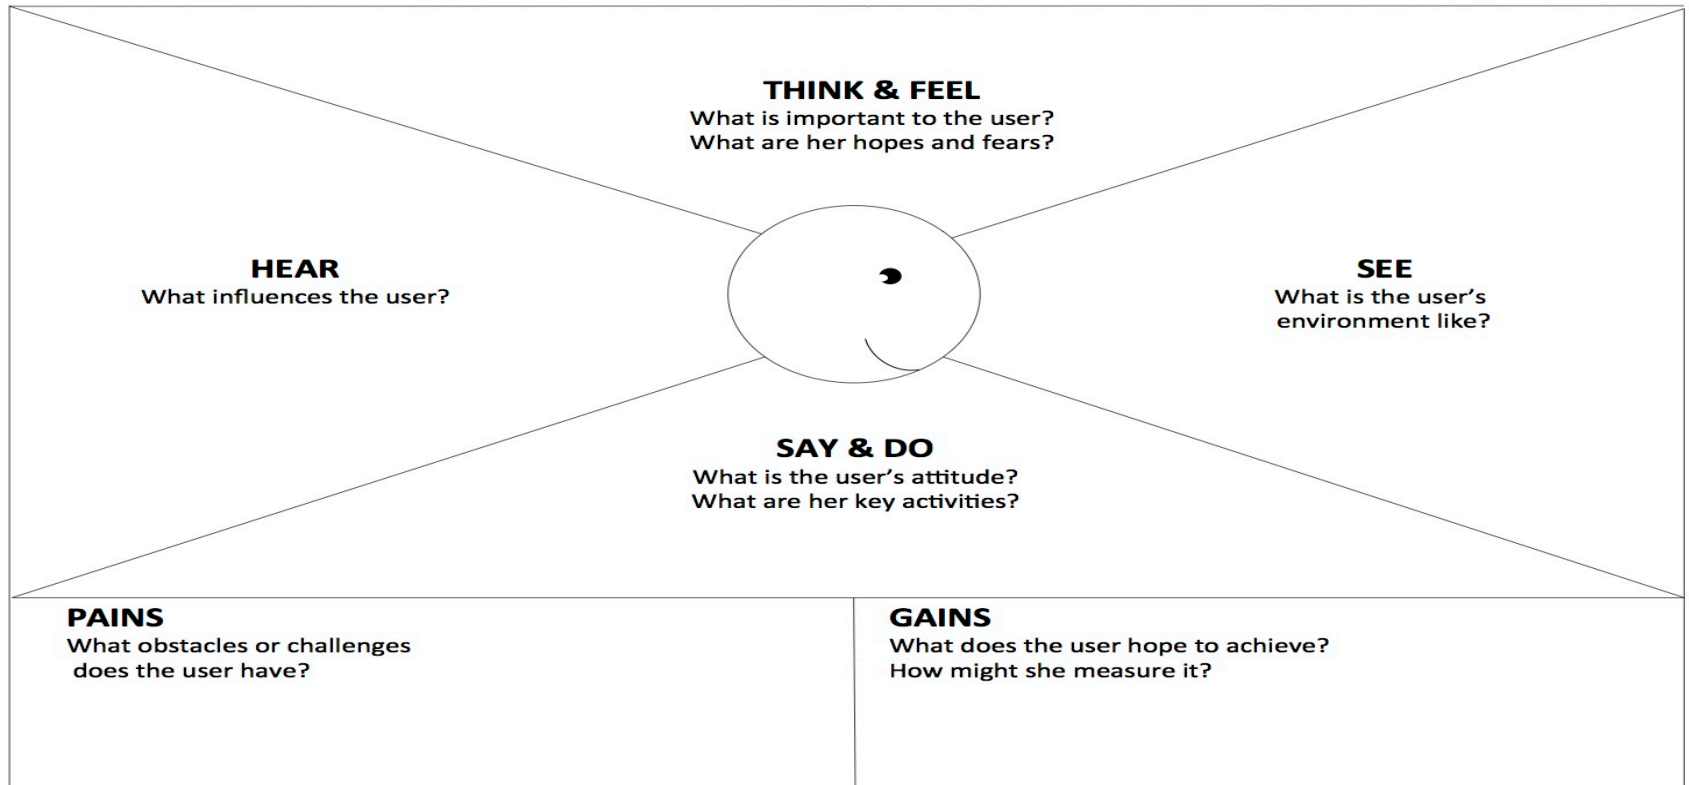 THINK & FEEL
What is important to the user?
What are her hopes and fears?
HEAR
What influences the user?
SEE
What is the user’s
environment like?
SAY & DO
What is the user’s attitude?
What are her key activities?
PAINS
What obstacles or challenges
does the user have?
GAINS
What does the user hope to achieve?
How might she measure it?